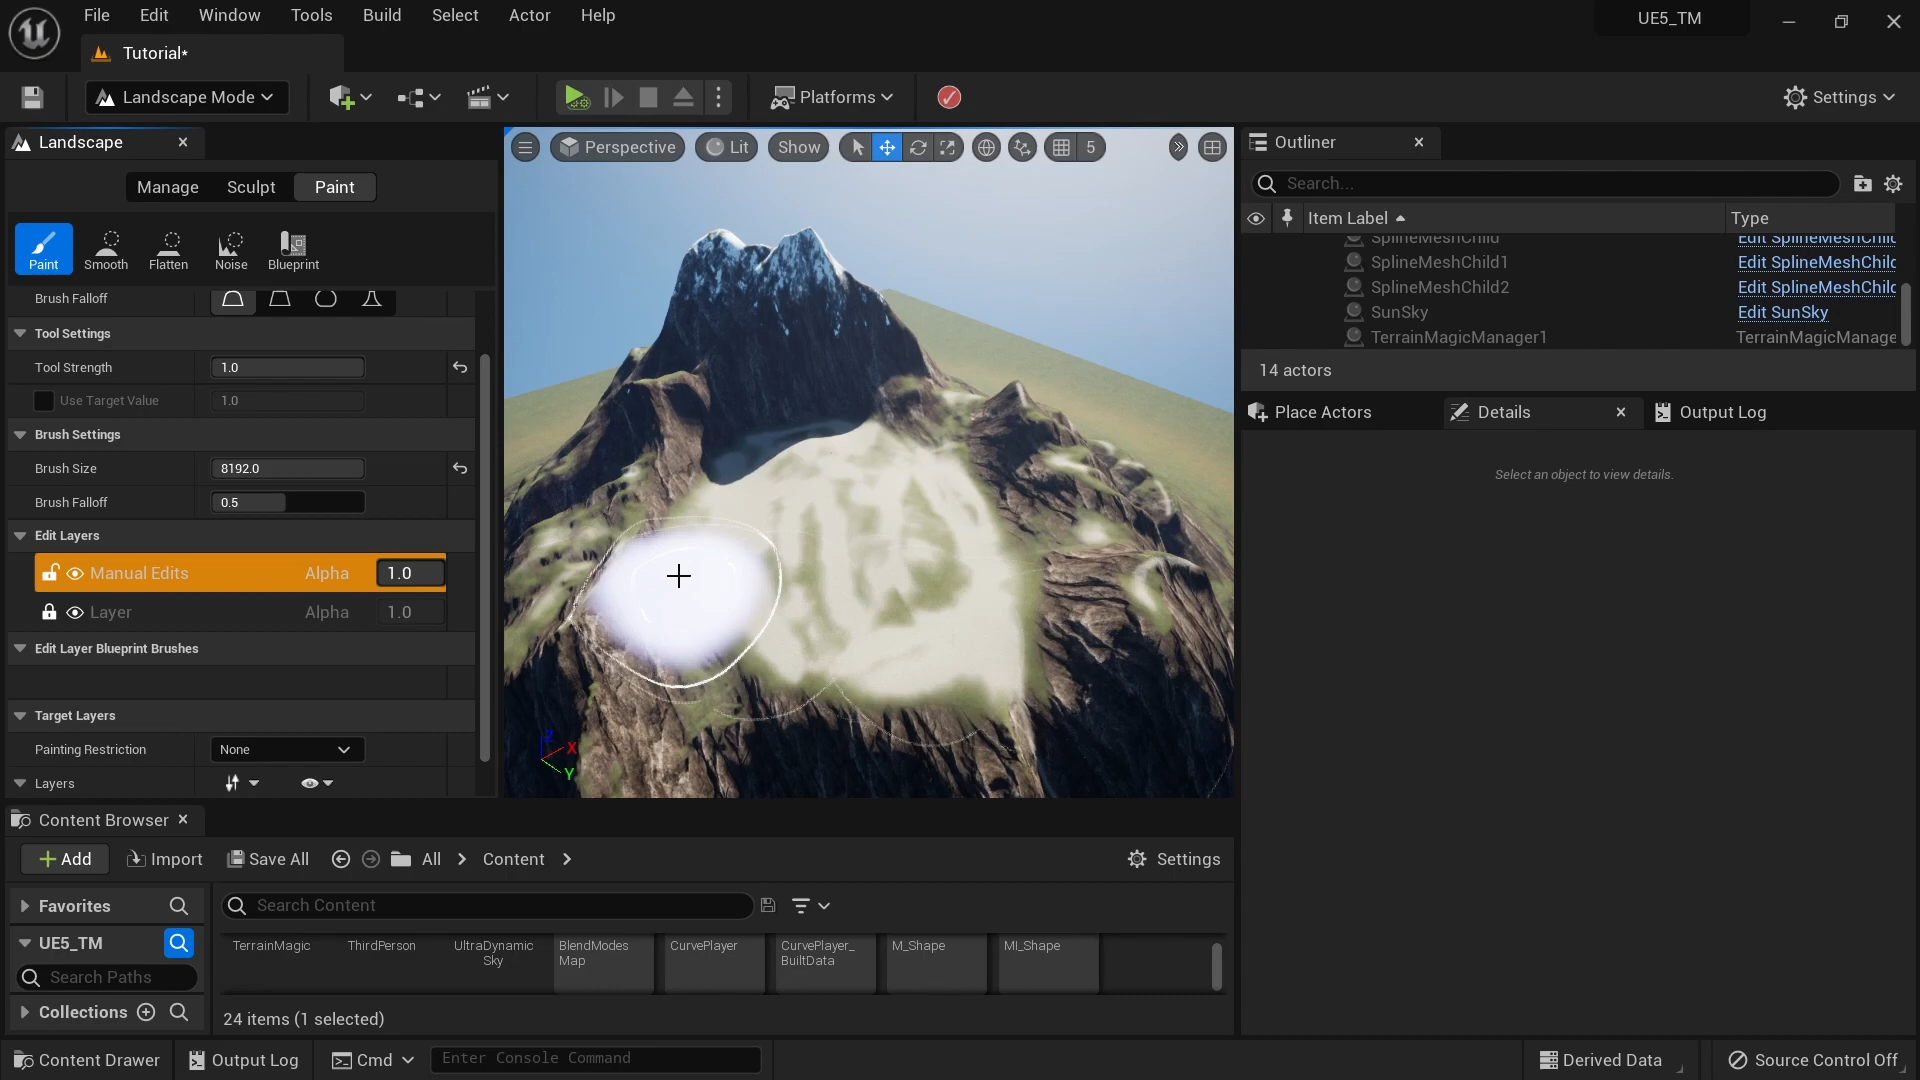 File Edit Window Tools Build Select Actor Help
UE5_TM
Tutorial*
Landscape Mode
Platforms
Settings
Landscape
Manage Sculpt Paint
Paint Smooth Flatten Noise Blueprint
Brush Falloff
Tool Settings
Tool Strength 1.0
Use Target Value 1.0
Brush Settings
Brush Size 8192.0
Brush Falloff 0.5
Edit Layers
Manual Edits Alpha 1.0
Layer Alpha 1.0
Edit Layer Blueprint Brushes
Target Layers
Painting Restriction None
Layers
Perspective Lit Show 5
Z
X
Y
Outliner
Search...
Item Label Type
SplineMeshChild Edit SplineMeshChild
SplineMeshChild1 Edit SplineMeshChild
SplineMeshChild2 Edit SplineMeshChild
SunSky Edit SunSky
TerrainMagicManager1 TerrainMagicManage
14 actors
Place Actors Details Output Log
Select an object to view details.
Content Browser
Add Import Save All All Content Settings
Favorites
UE5_TM
Search Paths
Collections
Search Content
TerrainMagic
ThirdPerson
UltraDynamic
Sky
BlendModes
Map
CurvePlayer
CurvePlayer_
BuiltData
M_Shape
MI_Shape
24 items (1 selected)
Content Drawer Output Log Cmd Enter Console Command Derived Data Source Control Off